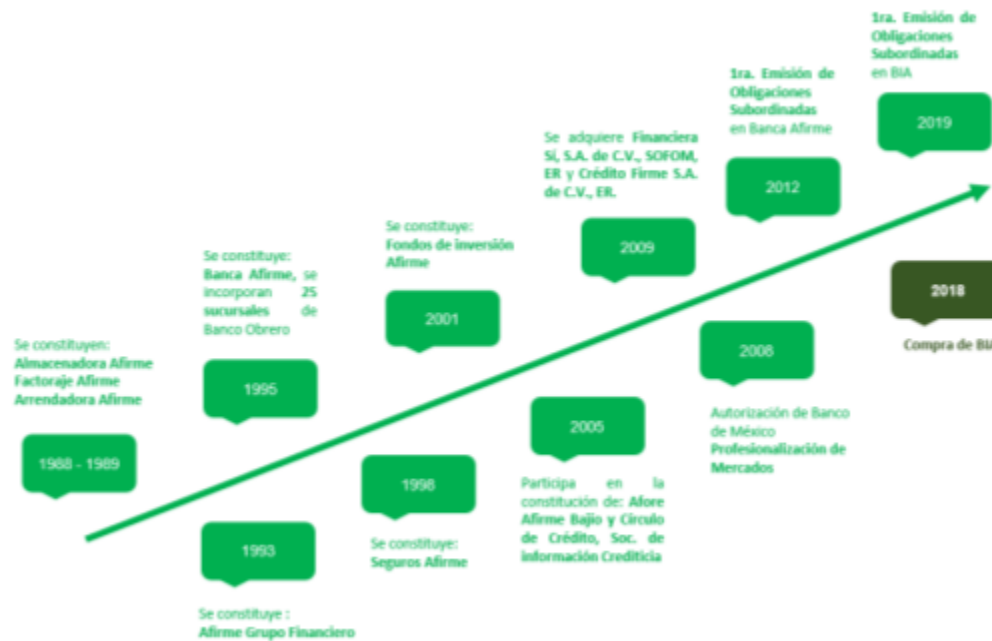 1ra. Emisión de
Obligaciones
Subordinadas
en BIA
2019
1ra. Emisión de
Obligaciones
Subordinadas
en Banca Afirme
2012
Se adquiere Financiera
Sí, S.A. de C.V., SOFOM,
ER y Crédito Firme S.A.
de C.V., ER.
2009
Se constituye:
Fondos de inversión
Afirme
2001
Se constituye:
Banca Afirme, se
incorporan 25
sucursales de
Banco Obrero
1995
Se constituyen:
Almacenadora Afirme
Factoraje Afirme
Arrendadora Afirme
1988 - 1989
1993
Se constituye :
Afirme Grupo Financiero
1998
Se constituye:
Seguros Afirme
2005
Participa en la
constitución de: Afore
Afirme Bajío y Círculo
de Crédito, Soc. de
información Crediticia
2008
Autorización de Banco
de México
Profesionalización de
Mercados
2018
Compra de BIA